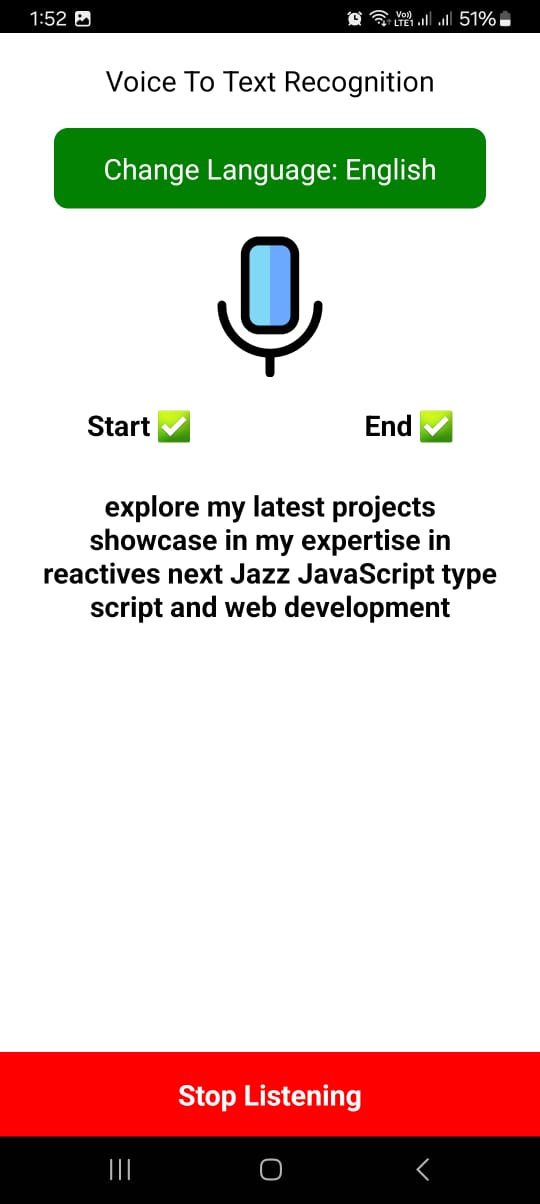 1:52 Vo)) LTE1 51%
Voice To Text Recognition
Change Language: English
Start ✅ End ✅
explore my latest projects
showcase in my expertise in
reactives next Jazz JavaScript type
script and web development
Stop Listening